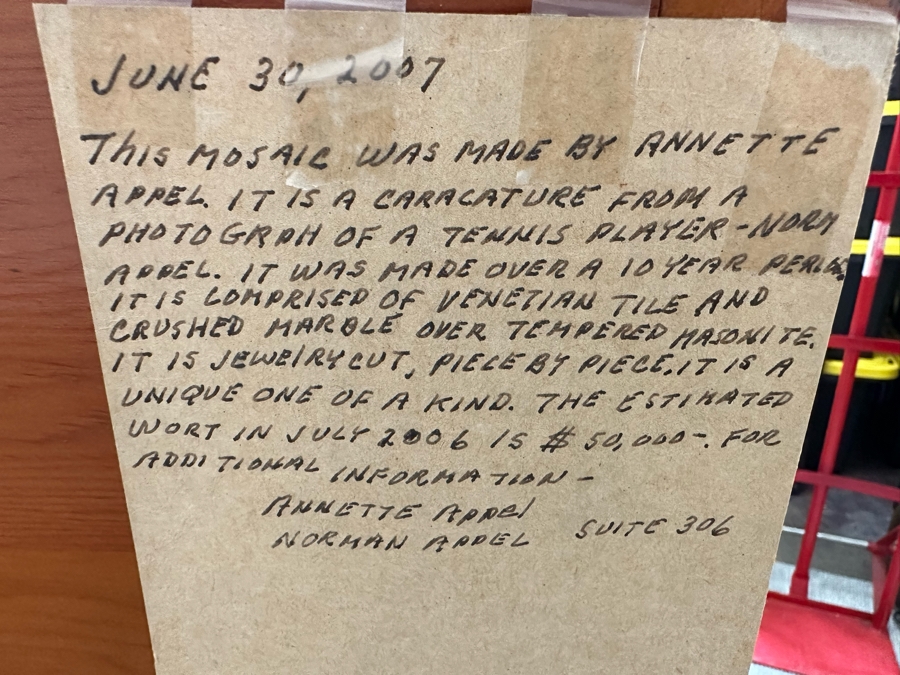 JUNE 30, 2007
THIS MOSAIC WAS MADE BY ANNETTE
APPEL. IT IS A CARACATURE FROM A
PHOTOGRAPH OF A TENNIS PLAYER - NORM
APPEL. IT WAS MADE OVER A 10 YEAR PERIOD.
IT IS COMPRISED OF VENETIAN TILE AND
CRUSHED MARBLE OVER TEMPERED MASONITE.
IT IS JEWELRY CUT, PIECE BY PIECE. IT IS A
UNIQUE ONE OF A KIND. THE ESTIMATED
WORT IN JULY 2006 IS $50,000-. FOR
ADDITIONAL INFORMATION -
ANNETTE APPEL
NORMAN APPEL SUITE 306